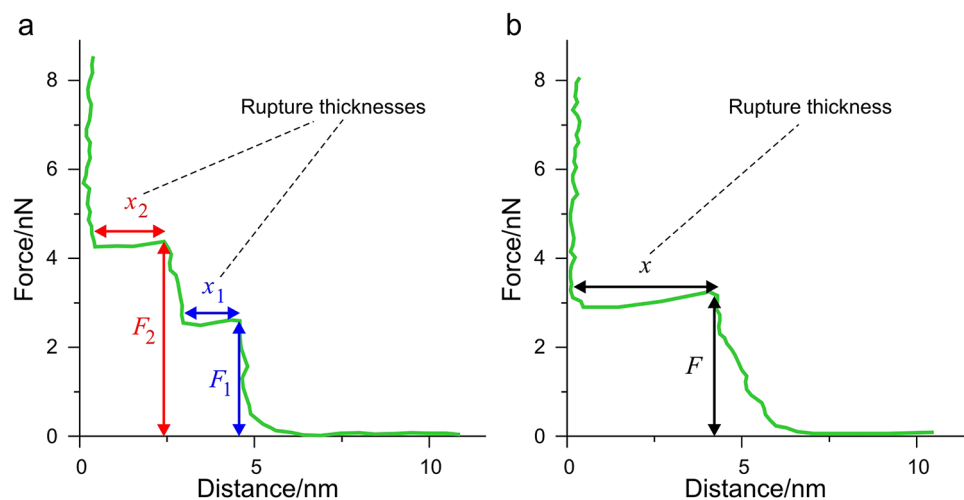 a
8
6
4
2
0
Force/nN
Rupture thicknesses
x2
x1
F2
F1
0
5
10
Distance/nm
b
8
6
4
2
0
Force/nN
Rupture thickness
x
F
0
5
10
Distance/nm